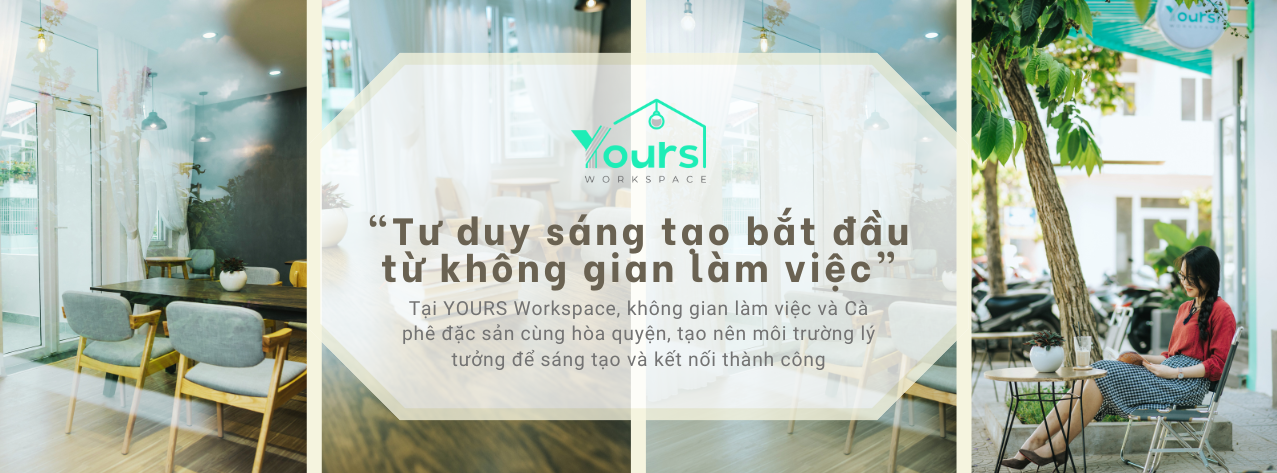 Yours
WORKSPACE
Yours
WORKSPACE
“Tư duy sáng tạo bắt đầu
từ không gian làm việc”
Tại YOURS Workspace, không gian làm việc và Cà
phê đặc sản cùng hòa quyện, tạo nên môi trường lý
tưởng để sáng tạo và kết nối thành công